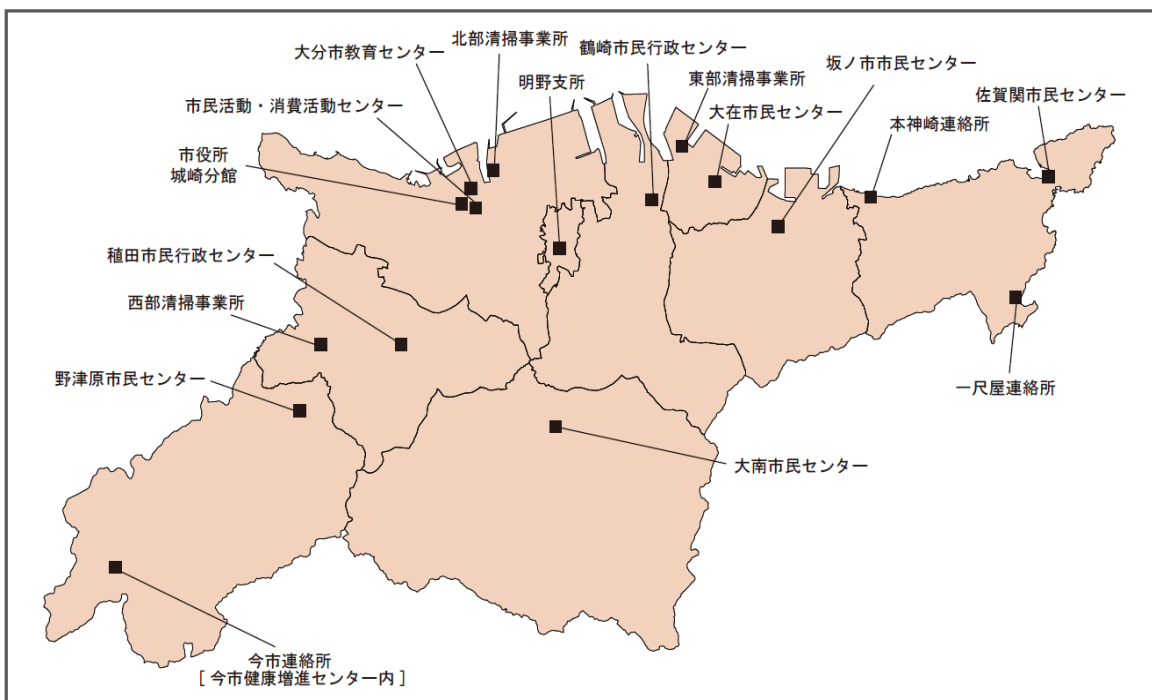 北部清掃事業所
大分市教育センター
鶴崎市民行政センター
坂ノ市市民センター
明野支所
東部清掃事業所
佐賀関市民センター
市民活動・消費活動センター
大在市民センター
本神崎連絡所
市役所
城崎分館
稙田市民行政センター
西部清掃事業所
野津原市民センター
一尺屋連絡所
大南市民センター
今市連絡所
[ 今市健康増進センター内 ]